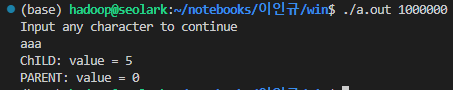 (base) hadoop@seolark:~/notebooks/이인규/win$ ./a.out 1000000
Input any character to continue
aaa
ChILD: value = 5
PARENT: value = 0